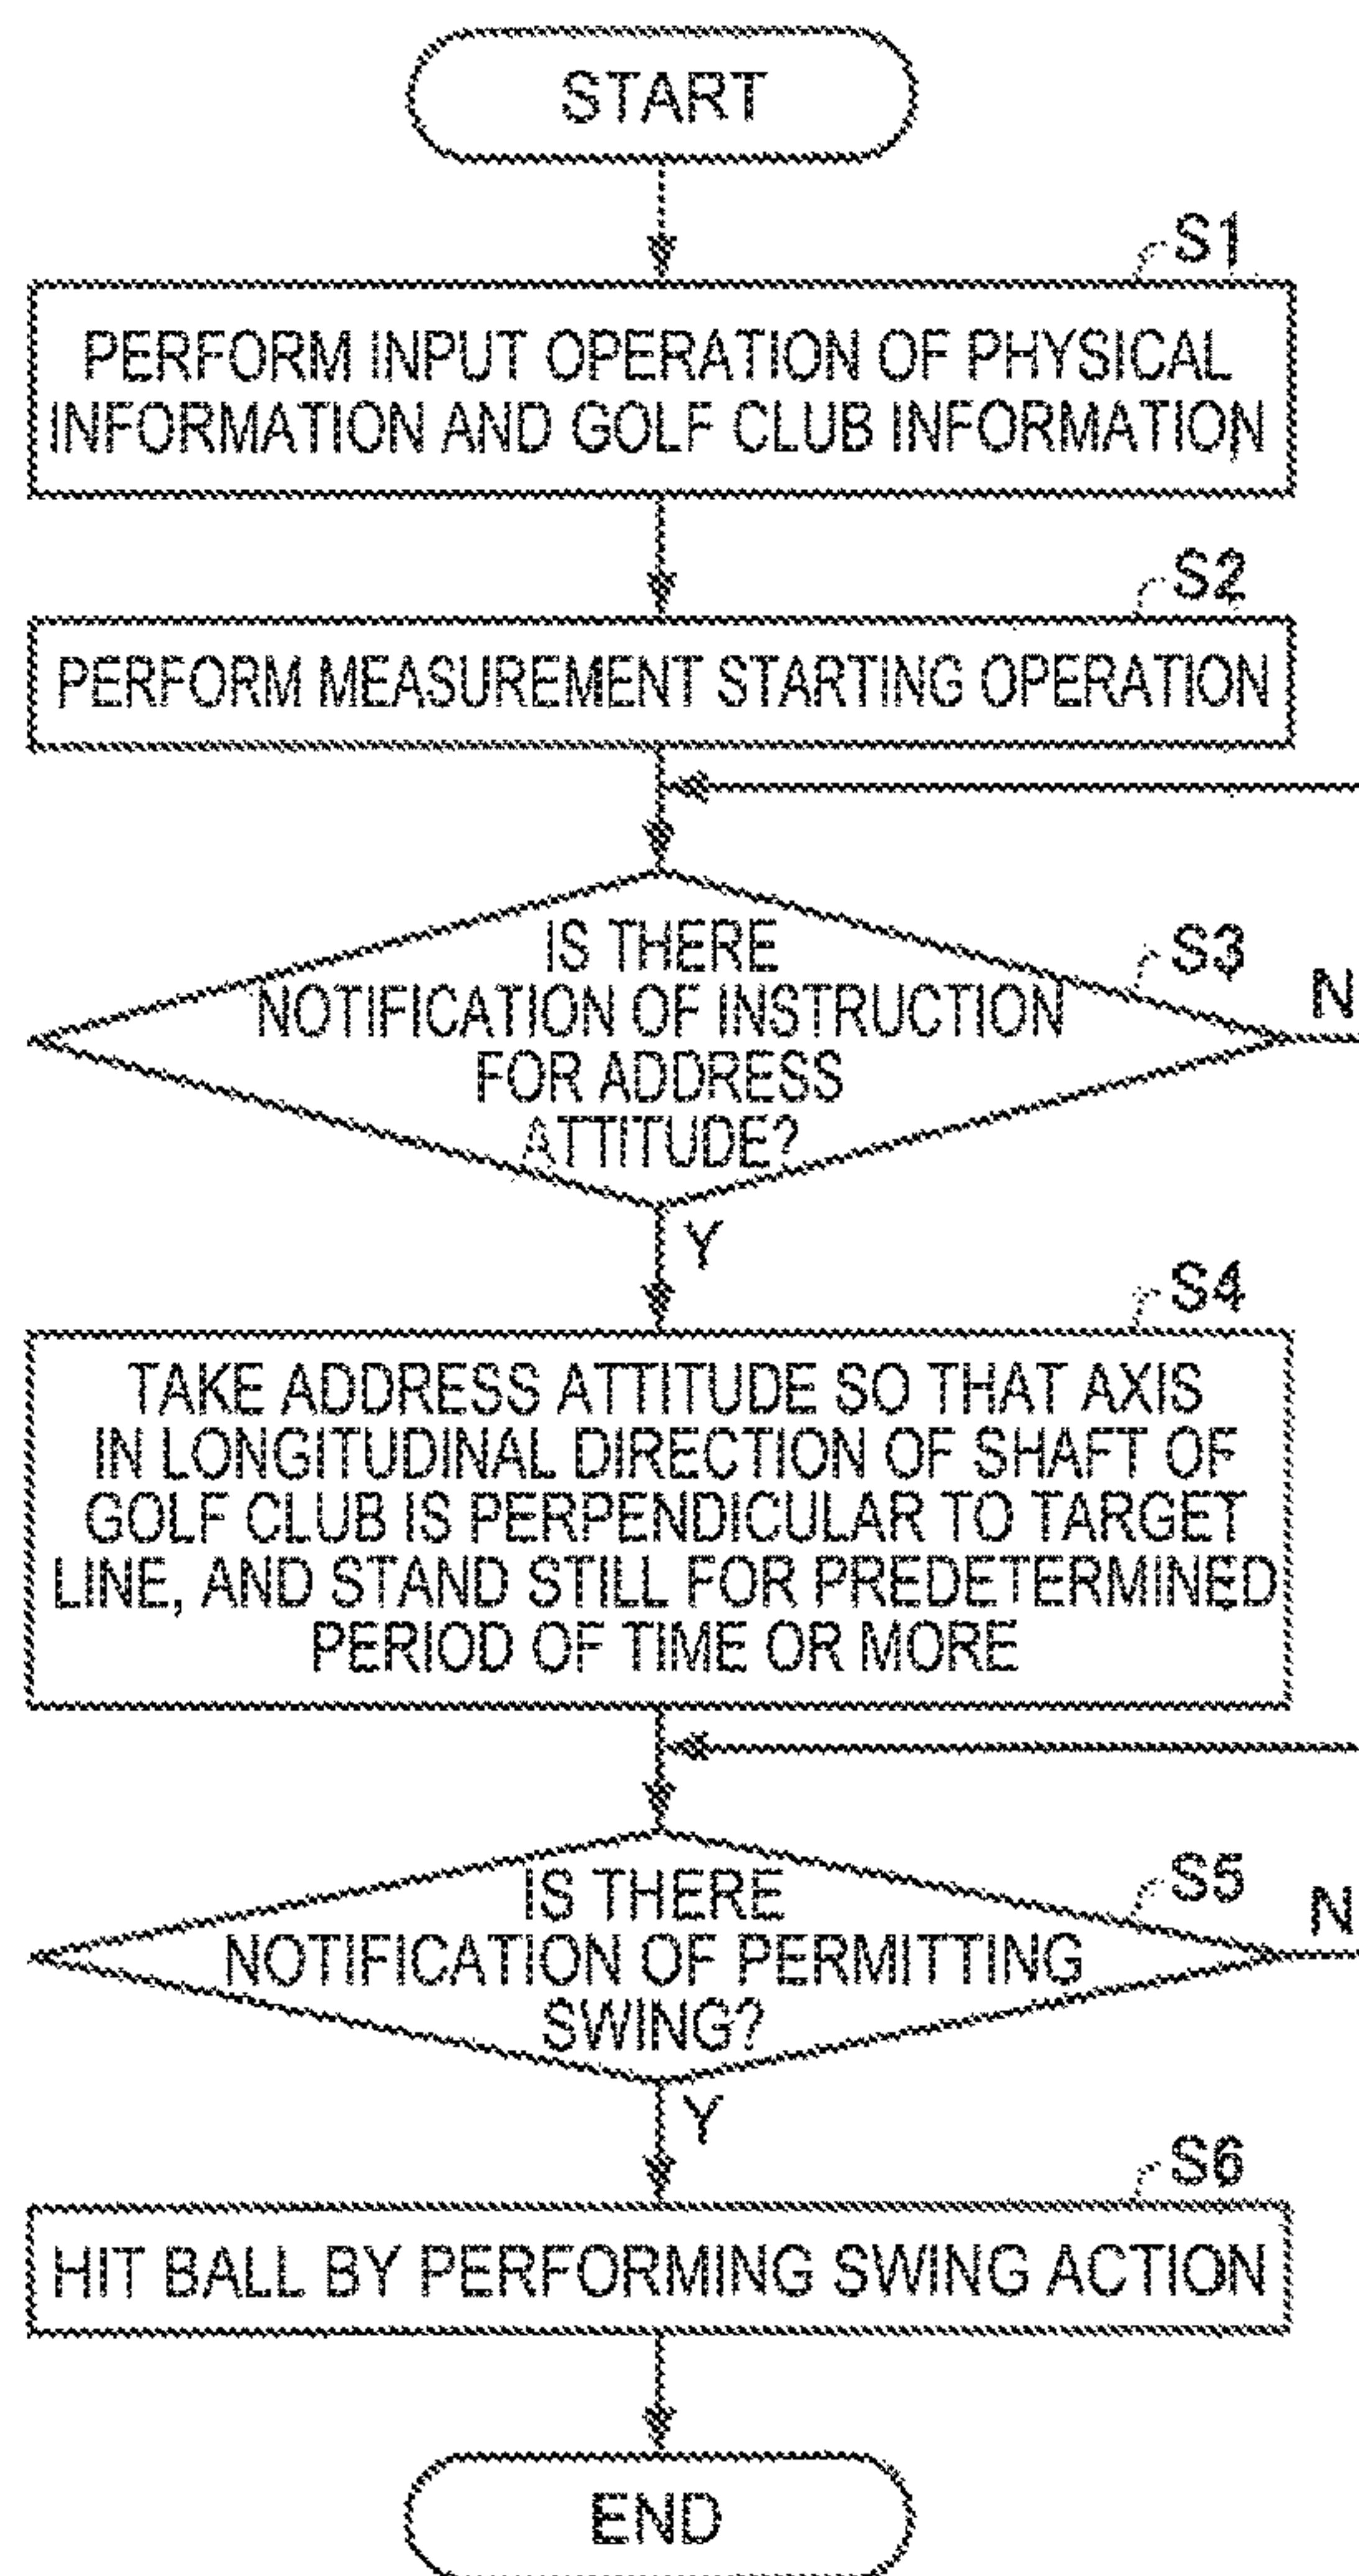 START
S1
PERFORM INPUT OPERATION OF PHYSICAL
INFORMATION AND GOLF CLUB INFORMATION
S2
PERFORM MEASUREMENT STARTING OPERATION
S3
IS THERE
NOTIFICATION OF INSTRUCTION
FOR ADDRESS
ATTITUDE?
N
Y
S4
TAKE ADDRESS ATTITUDE SO THAT AXIS
IN LONGITUDINAL DIRECTION OF SHAFT OF
GOLF CLUB IS PERPENDICULAR TO TARGET
LINE, AND STAND STILL FOR PREDETERMINED
PERIOD OF TIME OR MORE
S5
IS THERE
NOTIFICATION OF PERMITTING
SWING?
N
Y
S6
HIT BALL BY PERFORMING SWING ACTION
END